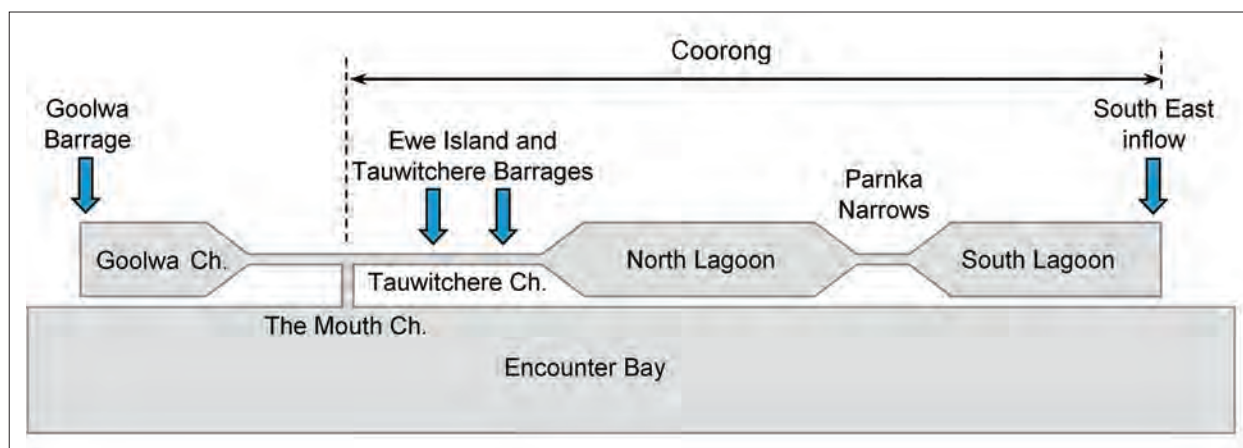 Coorong
Goolwa
Barrage
Ewe Island and
Tauwitchere Barrages
South East
inflow
Parnka
Narrows
Goolwa Ch.
Tauwitchere Ch.
North Lagoon
South Lagoon
The Mouth Ch.
Encounter Bay